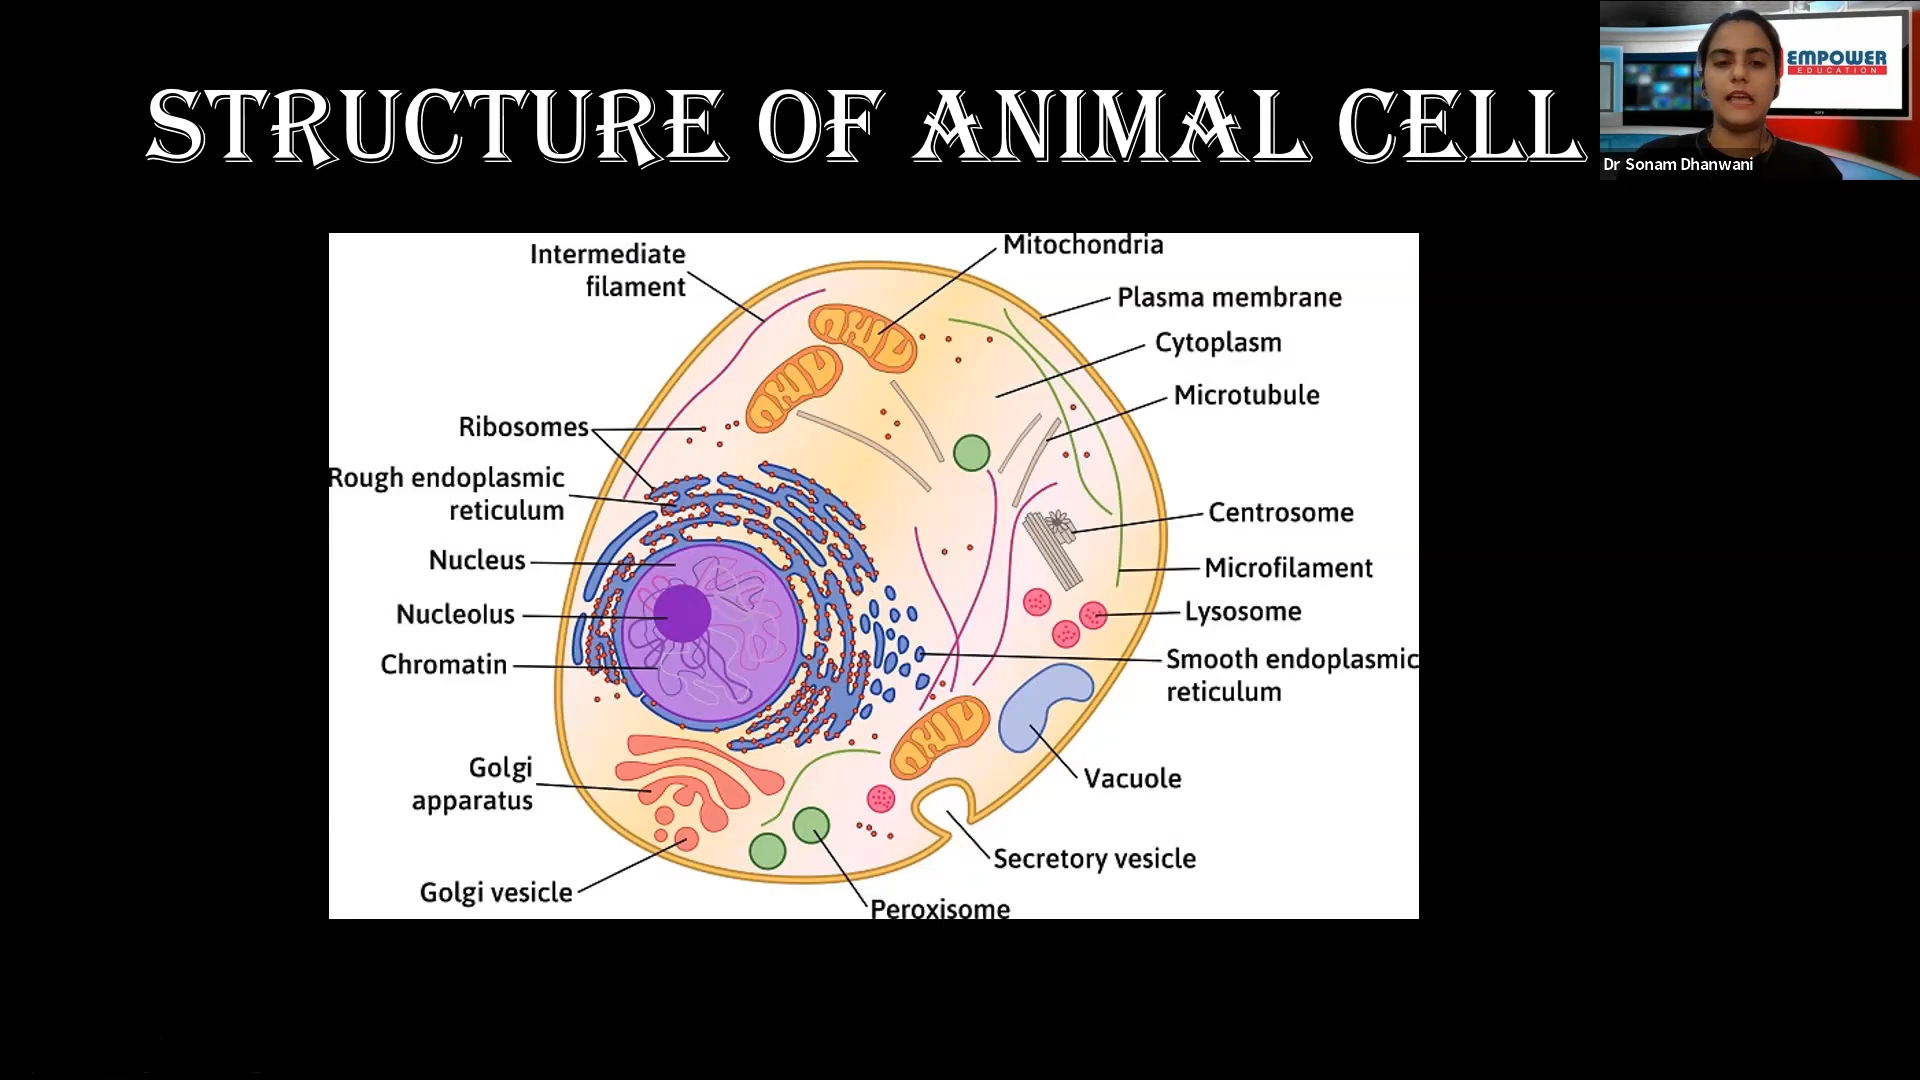 STRUCTURE OF ANIMAL CELL
EMPOWER
EDUCATION
Dr Sonam Dhanwani
Intermediate
filament
Mitochondria
Plasma membrane
Cytoplasm
Microtubule
Ribosomes
Rough endoplasmic
reticulum
Nucleus
Nucleolus
Chromatin
Centrosome
Microfilament
Lysosome
Smooth endoplasmic
reticulum
Golgi
apparatus
Vacuole
Golgi vesicle
Secretory vesicle
Peroxisome